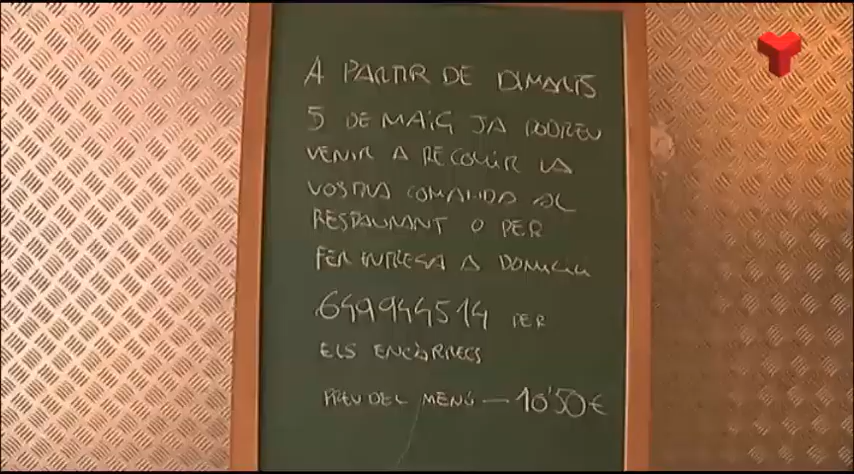 A PARTIR DE DIMARTS
5 DE MAIG JA PODREU
VENIR A RECOLLIR LA
VOSTRA COMANDA AL
RESTAURANT O PER
FER ENTREGA A DOMICILI
649944514 PER
ELS ENCÀRRECS
PREU DEL MENÚ — 10'50€